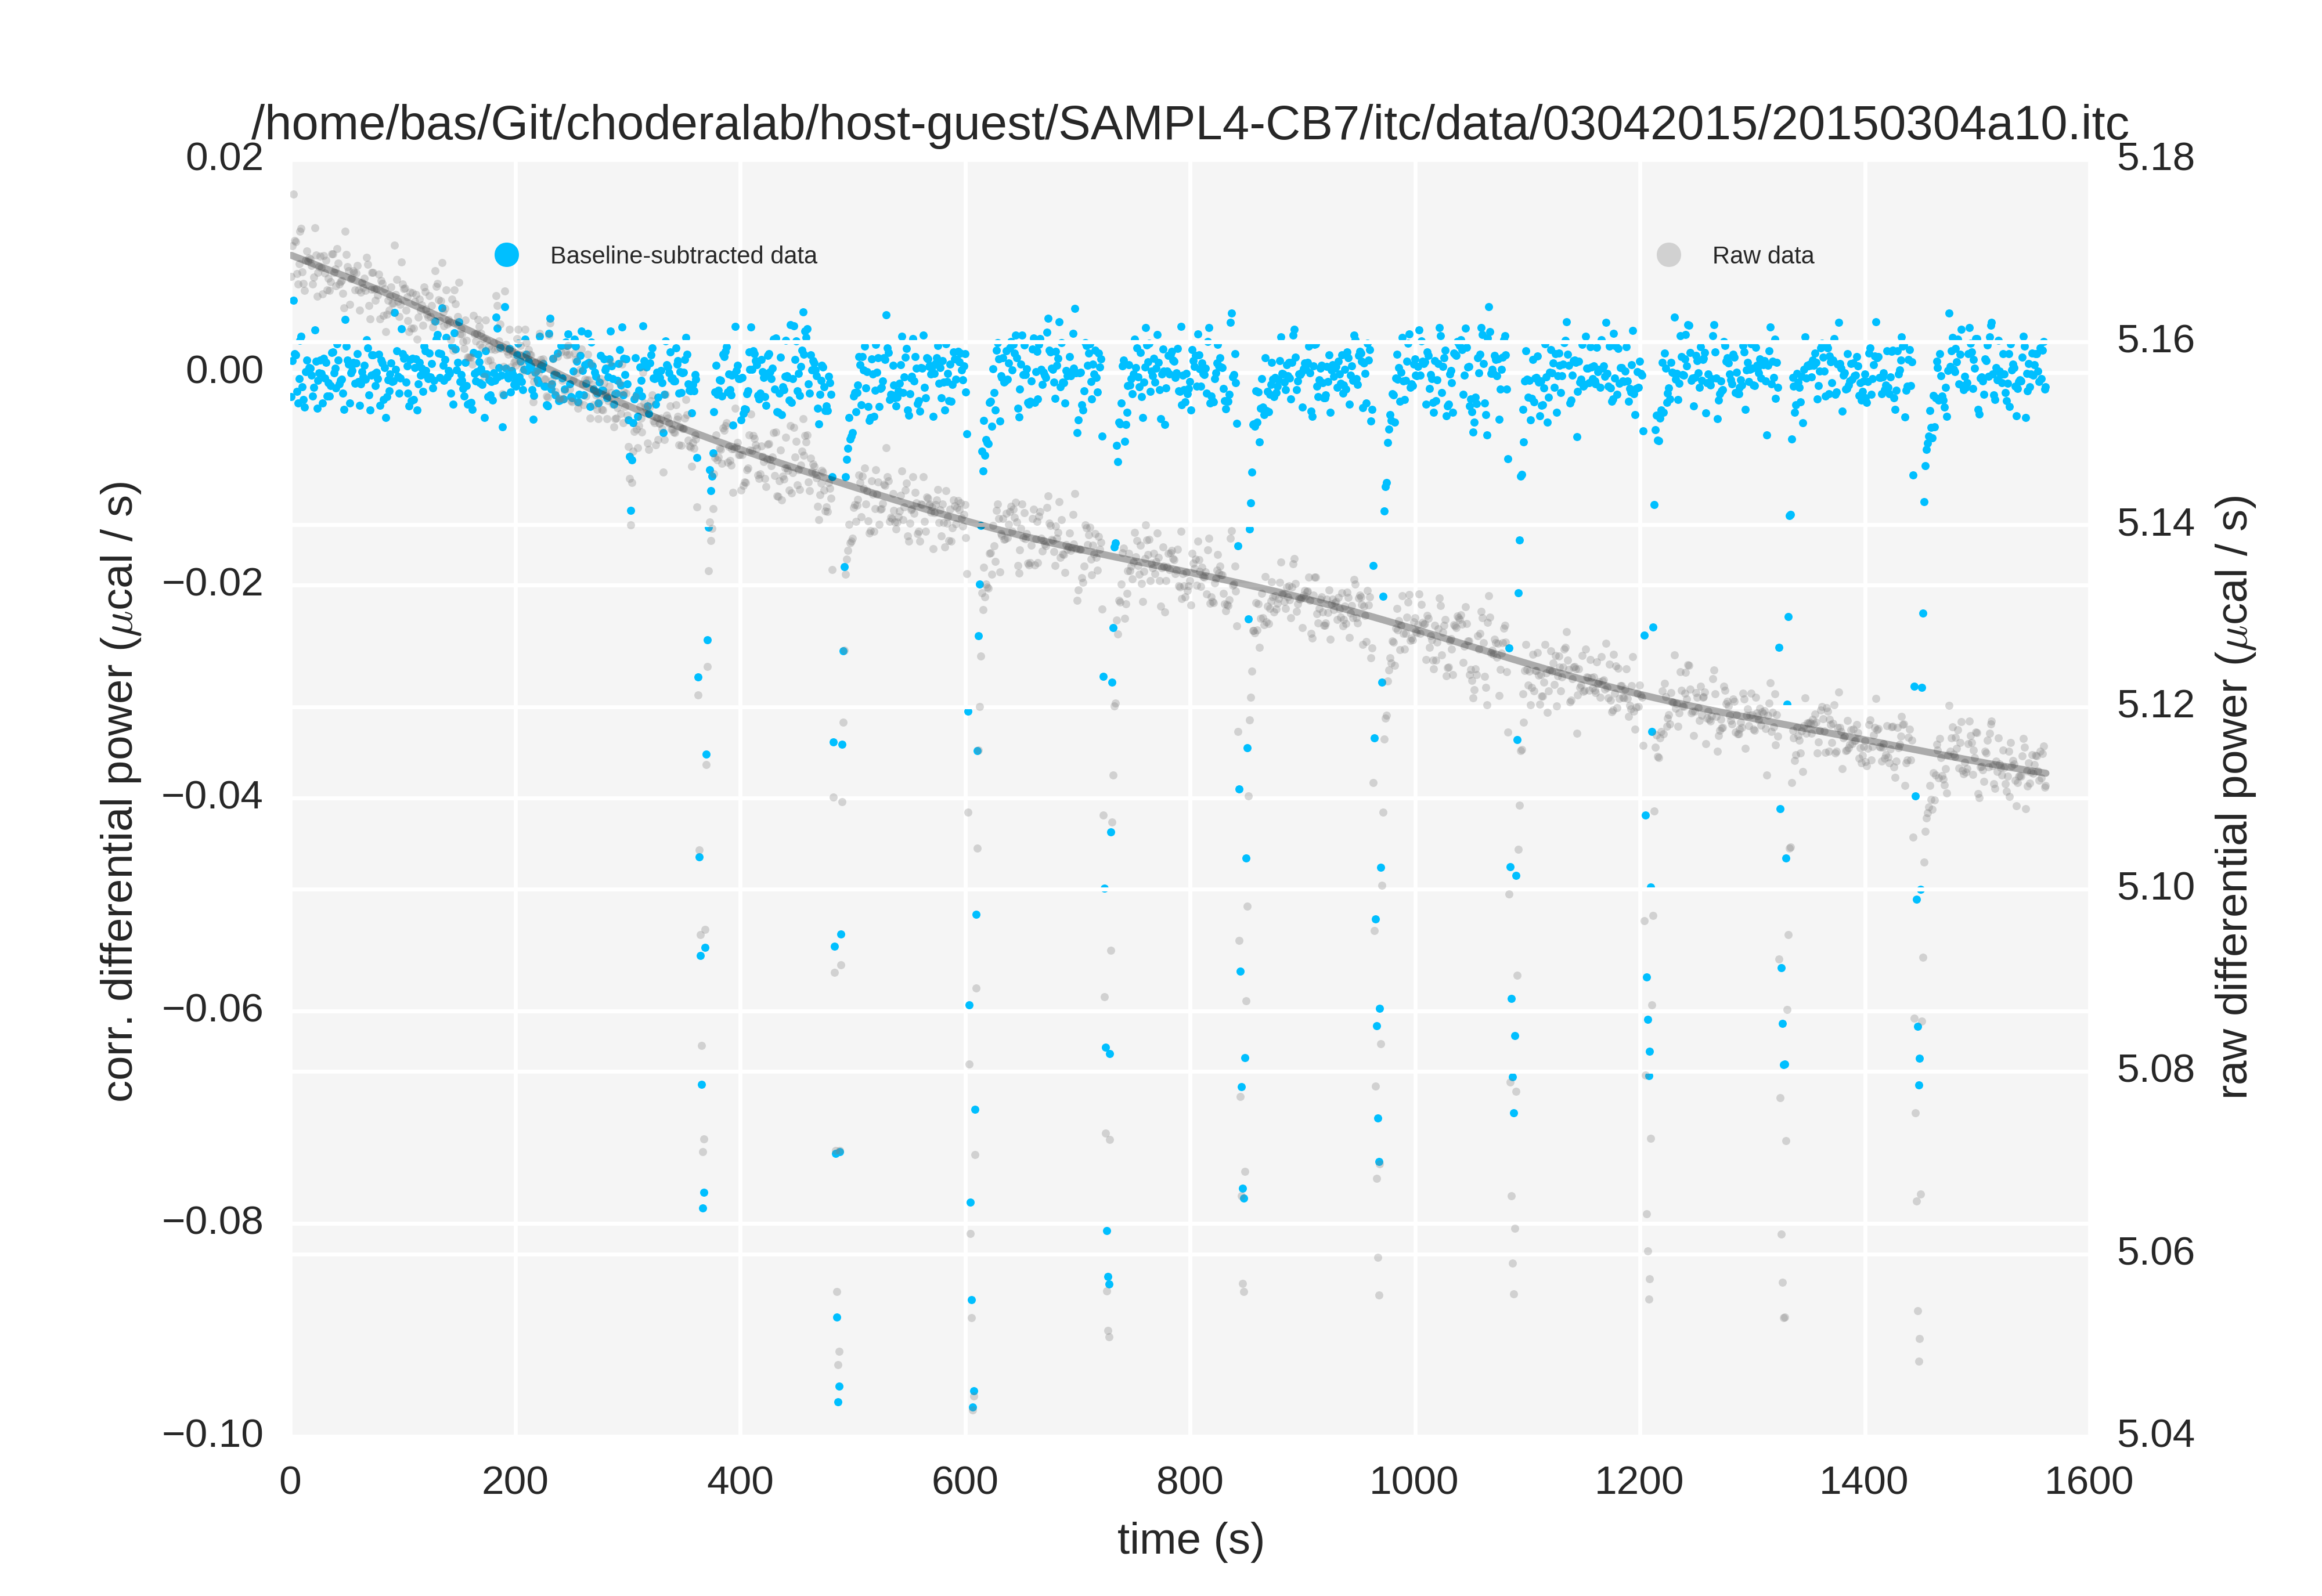 /home/bas/Git/choderalab/host-guest/SAMPL4-CB7/itc/data/03042015/20150304a10.itc
Baseline-subtracted data
Raw data
0.02
0.00
−0.02
−0.04
−0.06
−0.08
−0.10
corr. differential power (μcal / s)
5.18
5.16
5.14
5.12
5.10
5.08
5.06
5.04
raw differential power (μcal / s)
0 200 400 600 800 1000 1200 1400 1600
time (s)